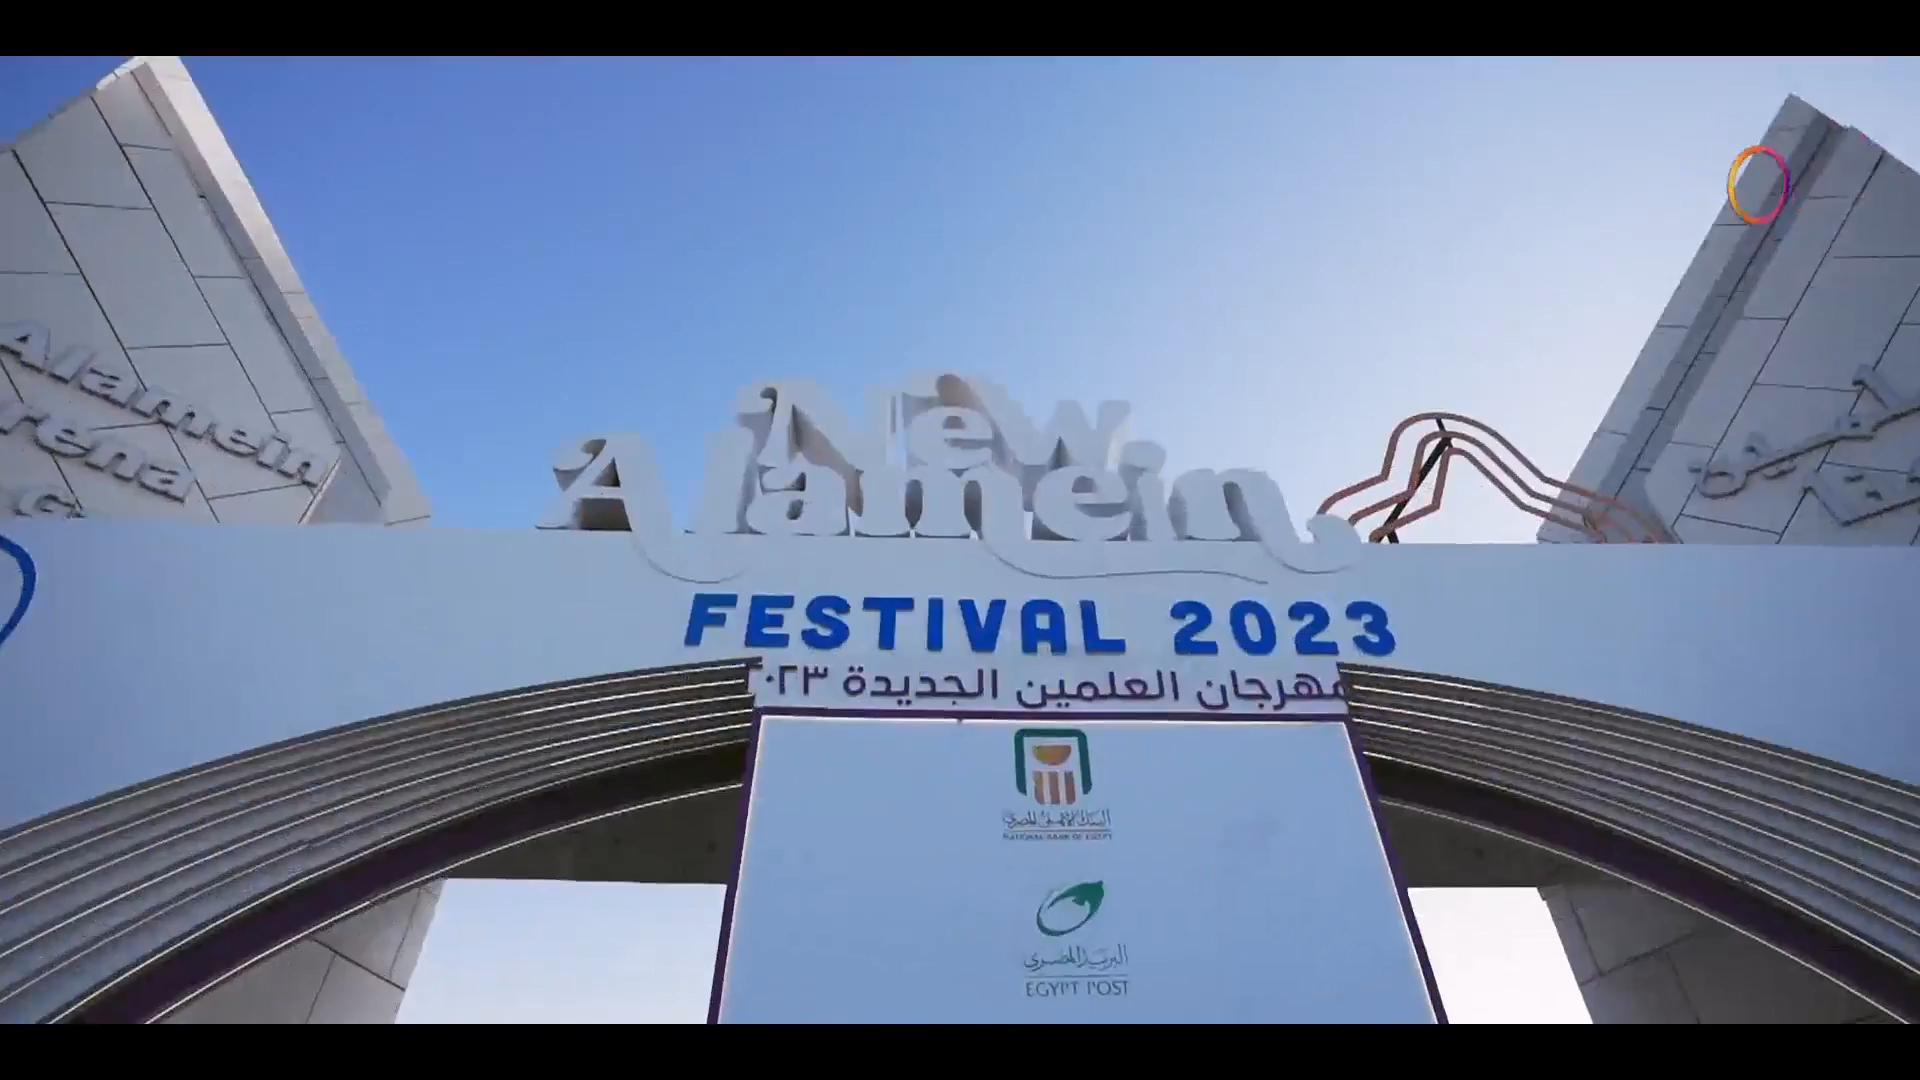 Alamein
New
Alamein
FESTIVAL 2023
مهرجان العلمين الجديدة ٢٠٢٣
البنك الأهلي المصري
NATIONAL BANK OF EGYPT
البريد المصري
EGYPT POST